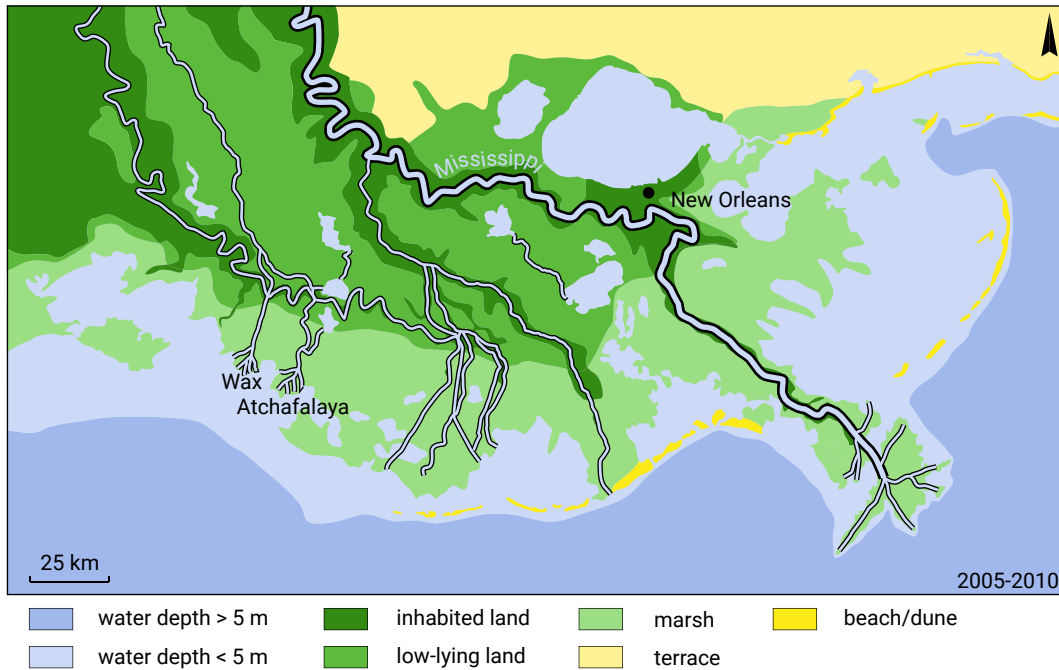 Mississippi
New Orleans
Wax
Atchafalaya
25 km
2005-2010
water depth > 5 m
inhabited land
marsh
beach/dune
water depth < 5 m
low-lying land
terrace